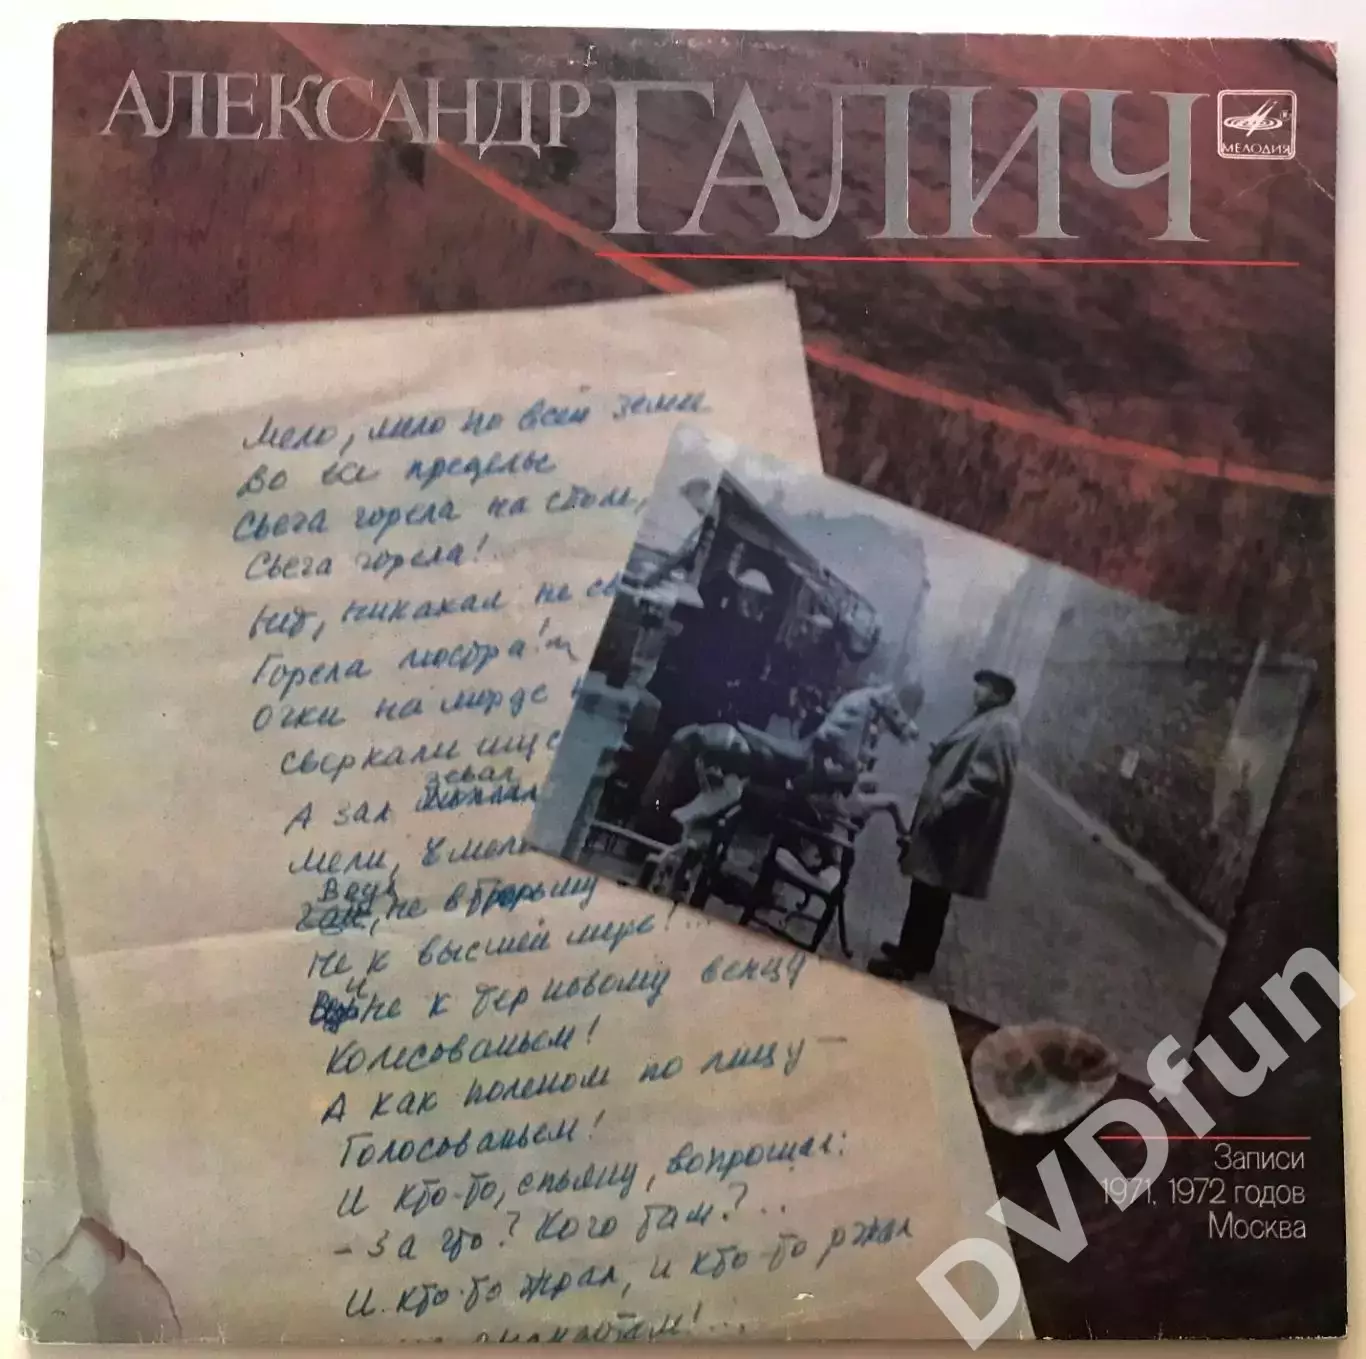 АЛЕКСАНДР ГАЛИЧ
МЕЛОДИЯ
Мело, мело по всей земле
Во все пределы
Свеча горела на столе,
Свеча горела!
Нет, никакая не св
Горела люстра!
Очки на морде
сверкали шус
зевал
А зал
мели,
Ведь
не в тюрьму
Не к высшей мере!...
и
не к терновому венцу
Колесованьем!
А как поленом по лицу —
Голосованьем!
И кто-то, спьяну, вопрошал:
- За что? Кого там?..
И кто-то жрал, и кто-то ржал
Записи
1971, 1972 годов
Москва
DVDfun